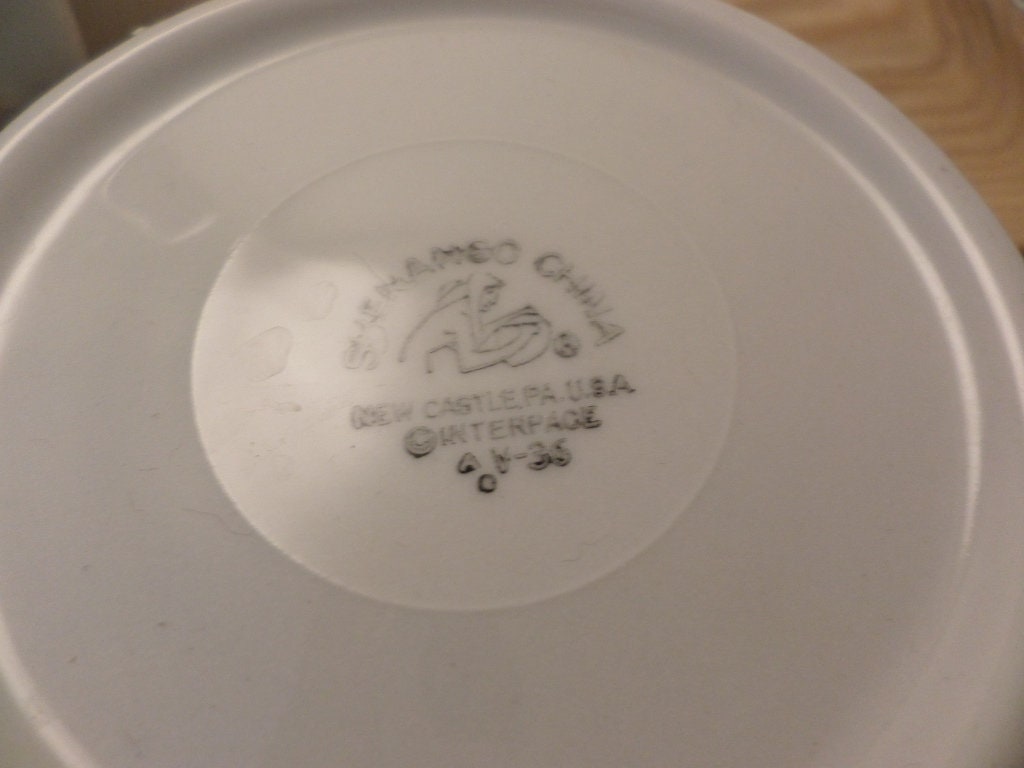 SHENANGO CHINA
®
NEW CASTLE, PA. U.S.A.
© INTERPACE
-36
C